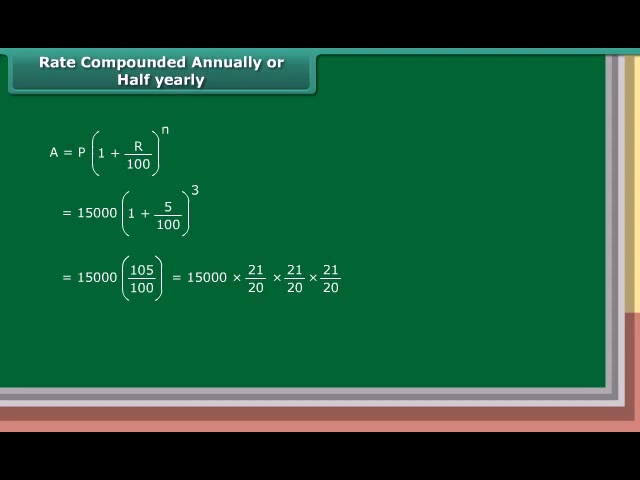 Rate Compounded Annually or
Half yearly
A = P (1 + R/100)^n
= 15000 (1 + 5/100)^3
= 15000 (105/100) = 15000 × 21/20 × 21/20 × 21/20